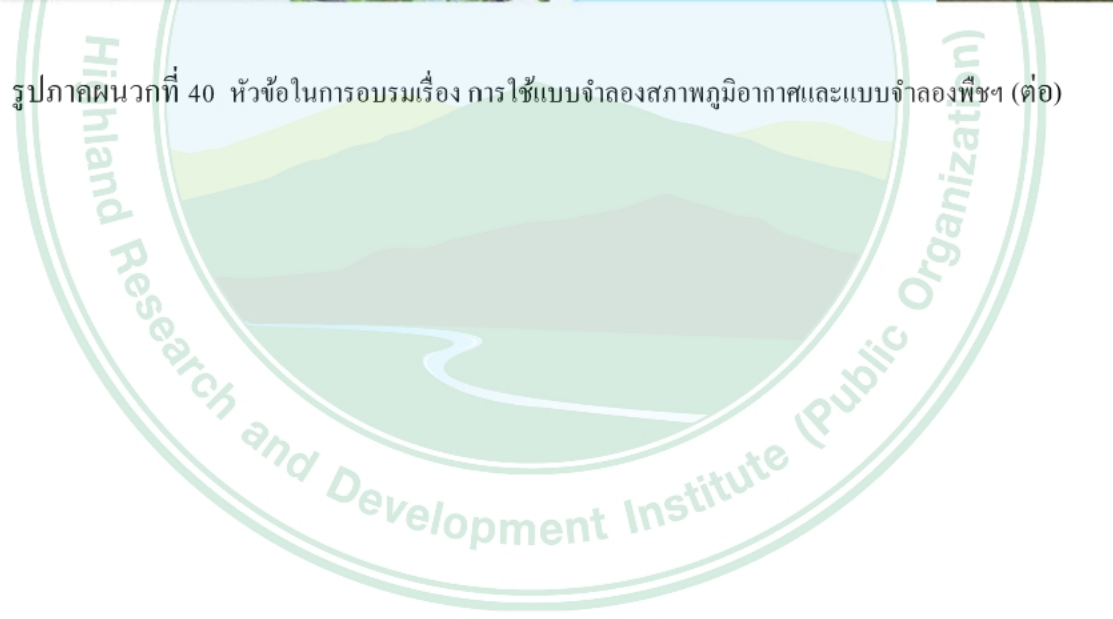 รูปภาคผนวกที่ 40 หัวข้อในการอบรมเรื่อง การใช้แบบจำลองสภาพภูมิอากาศและแบบจำลองพืชฯ (ต่อ)
Highland Research and Development Institute (Public Organization)